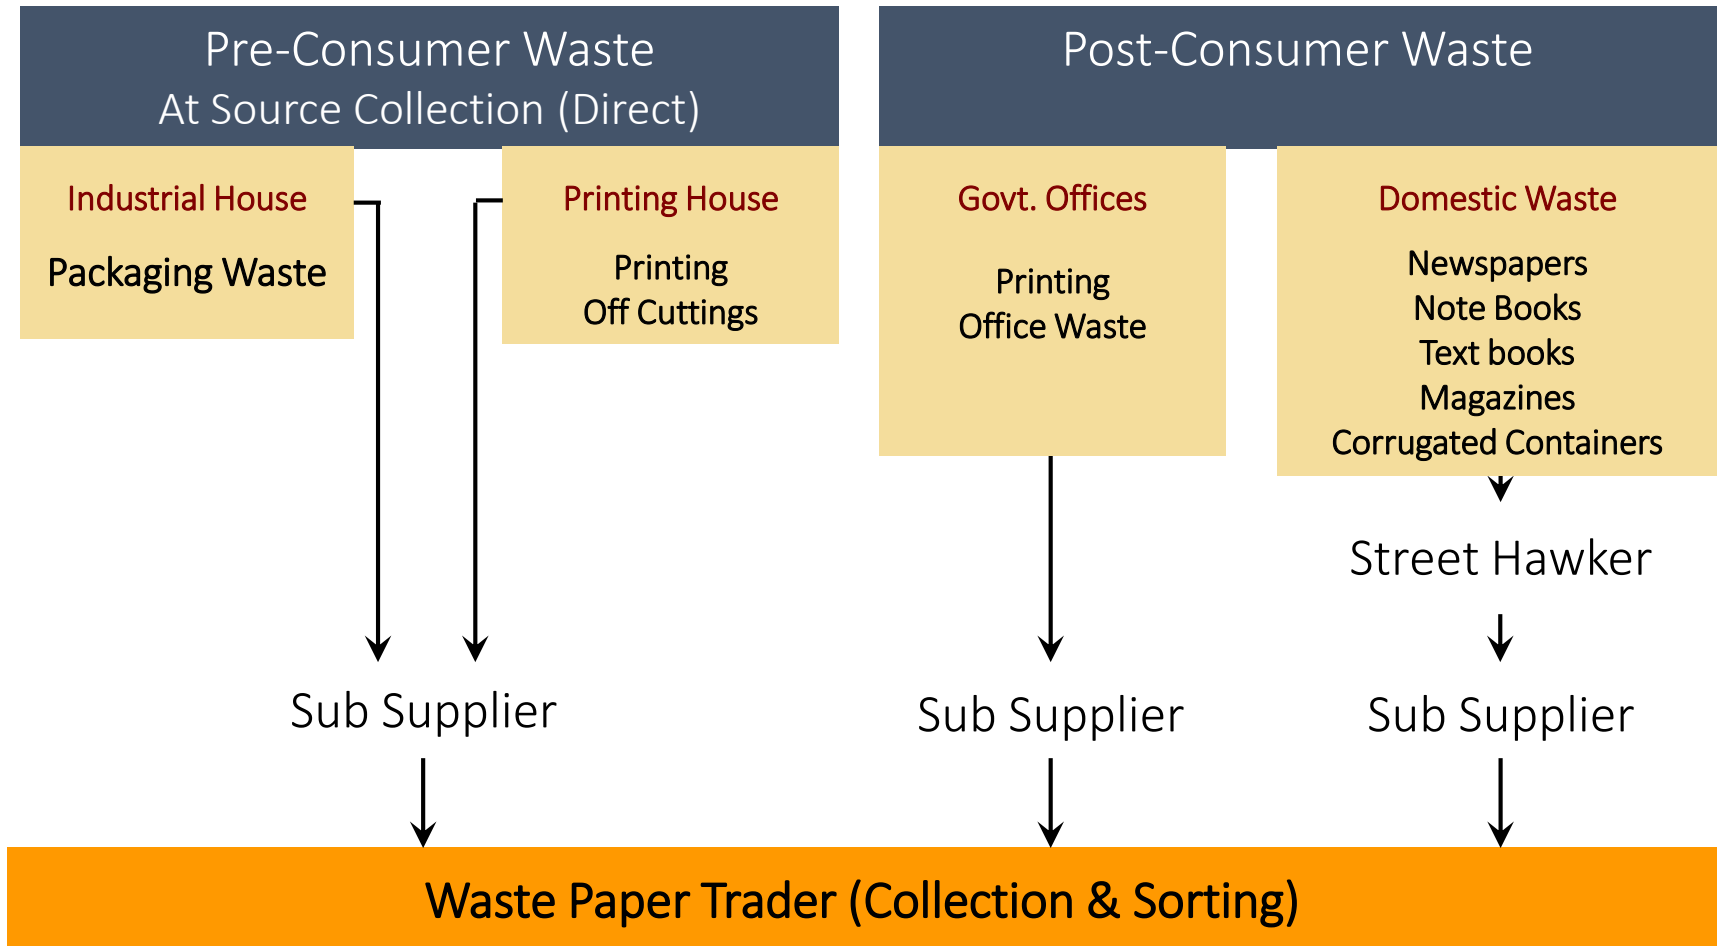 Pre-Consumer Waste
At Source Collection (Direct)
Post-Consumer Waste
Industrial House
Packaging Waste
Printing House
Printing
Off Cuttings
Govt. Offices
Printing
Office Waste
Domestic Waste
Newspapers
Note Books
Text books
Magazines
Corrugated Containers
Street Hawker
Sub Supplier
Sub Supplier
Sub Supplier
Waste Paper Trader (Collection & Sorting)